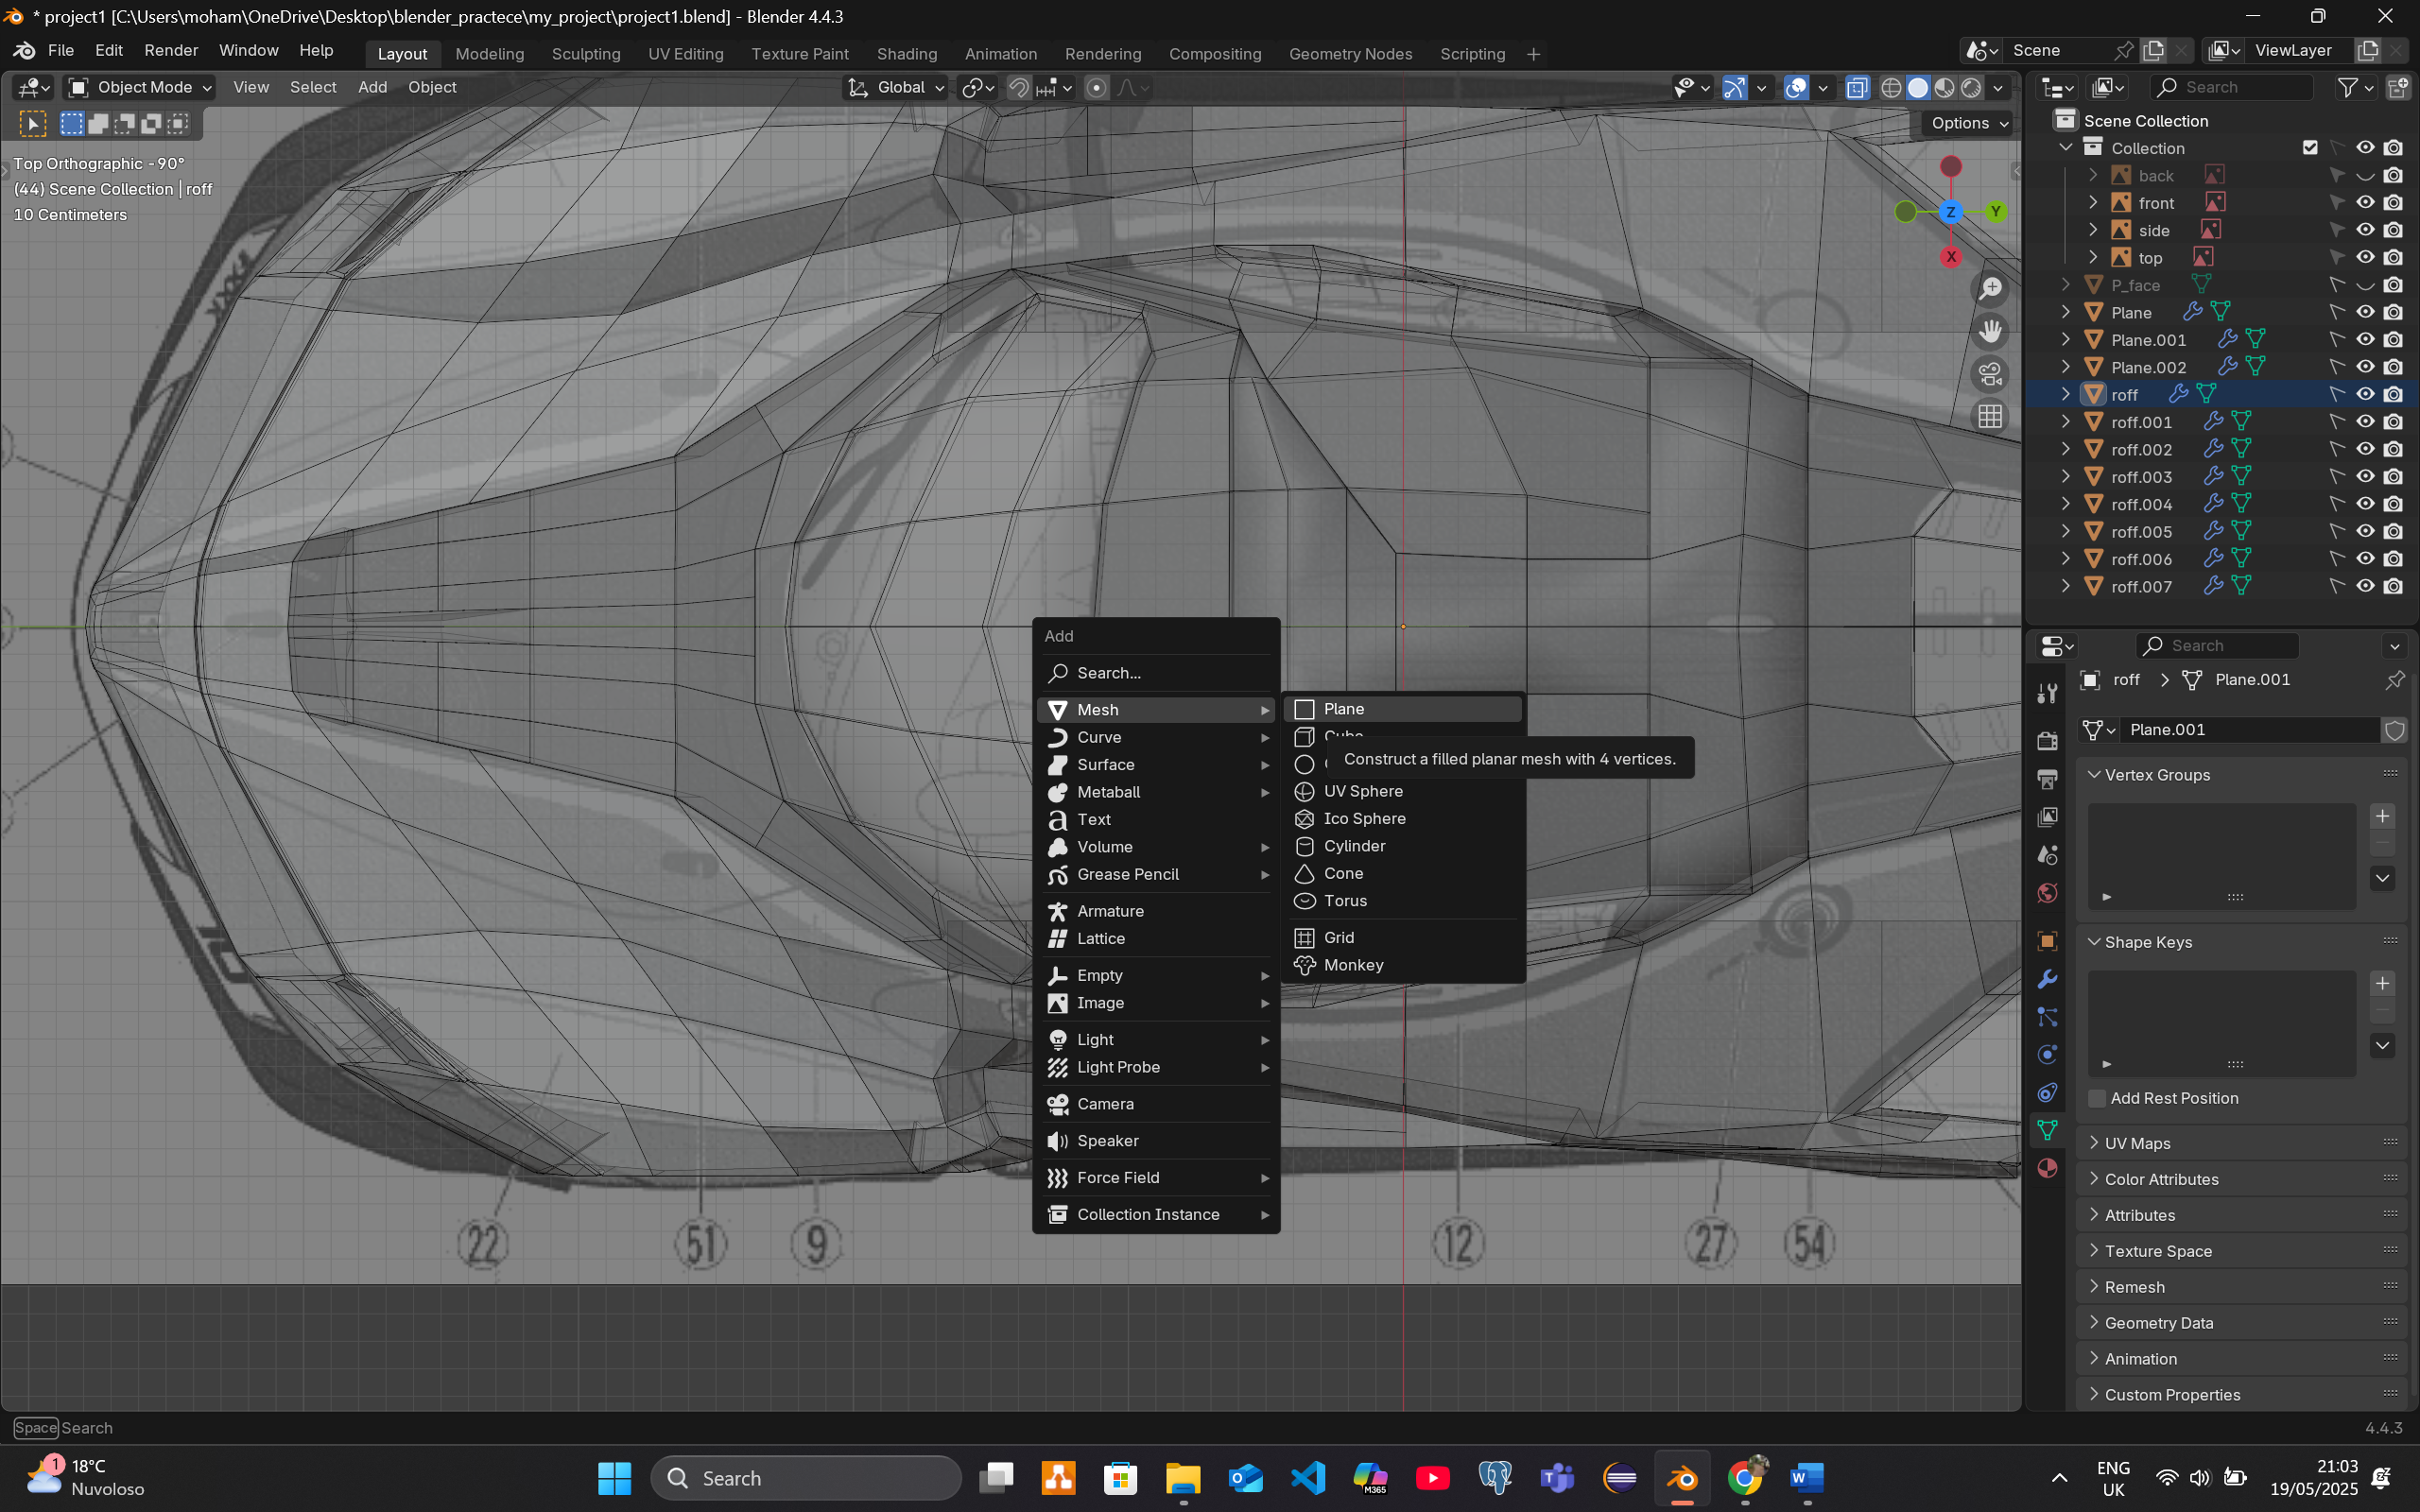 * project1 [C:\Users\moham\OneDrive\Desktop\blender_practece\my_project\project1.blend] - Blender 4.4.3
File Edit Render Window Help
Layout Modeling Sculpting UV Editing Texture Paint Shading Animation Rendering Compositing Geometry Nodes Scripting +
Scene
ViewLayer
Object Mode View Select Add Object
Global
Search
Options
Top Orthographic -90°
(44) Scene Collection | roff
10 Centimeters
Z
Y
X
Scene Collection
Collection
back
front
side
top
P_face
Plane
Plane.001
Plane.002
roff
roff.001
roff.002
roff.003
roff.004
roff.005
roff.006
roff.007
Add
Search...
Mesh
Curve
Surface
Metaball
Text
Volume
Grease Pencil
Armature
Lattice
Empty
Image
Light
Light Probe
Camera
Speaker
Force Field
Collection Instance
Plane
Cube
Construct a filled planar mesh with 4 vertices.
UV Sphere
Ico Sphere
Cylinder
Cone
Torus
Grid
Monkey
22
51
9
12
27
54
Search
roff > Plane.001
Plane.001
Vertex Groups
Shape Keys
Add Rest Position
UV Maps
Color Attributes
Attributes
Texture Space
Remesh
Geometry Data
Animation
Custom Properties
Space Search
4.4.3
1
18°C
Nuvoloso
Search
M365
ENG
UK
21:03
19/05/2025